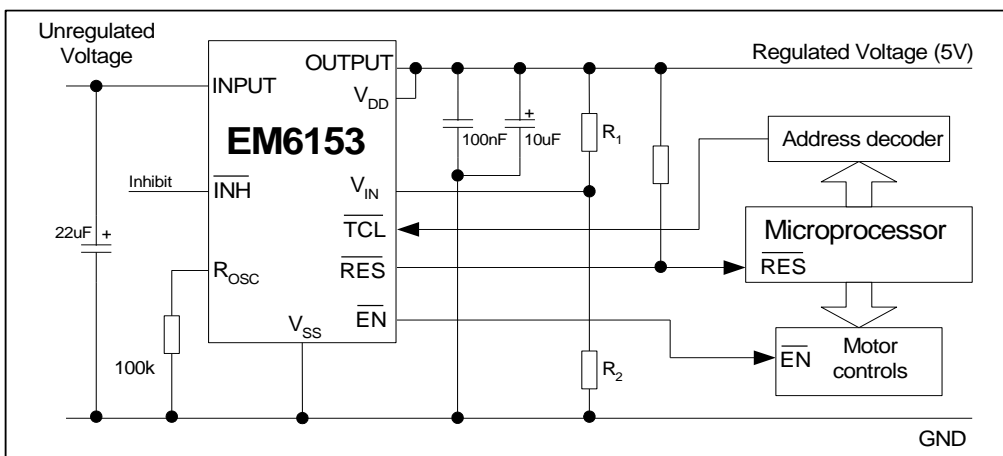 Unregulated
Voltage
OUTPUT
Regulated Voltage (5V)
INPUT
VDD
100nF
+
10uF
R1
Address decoder
EM6153
Inhibit
INH
VIN
22uF
+
TCL
Microprocessor
ROSC
RES
RES
VSS
EN
100k
R2
EN
Motor
controls
GND